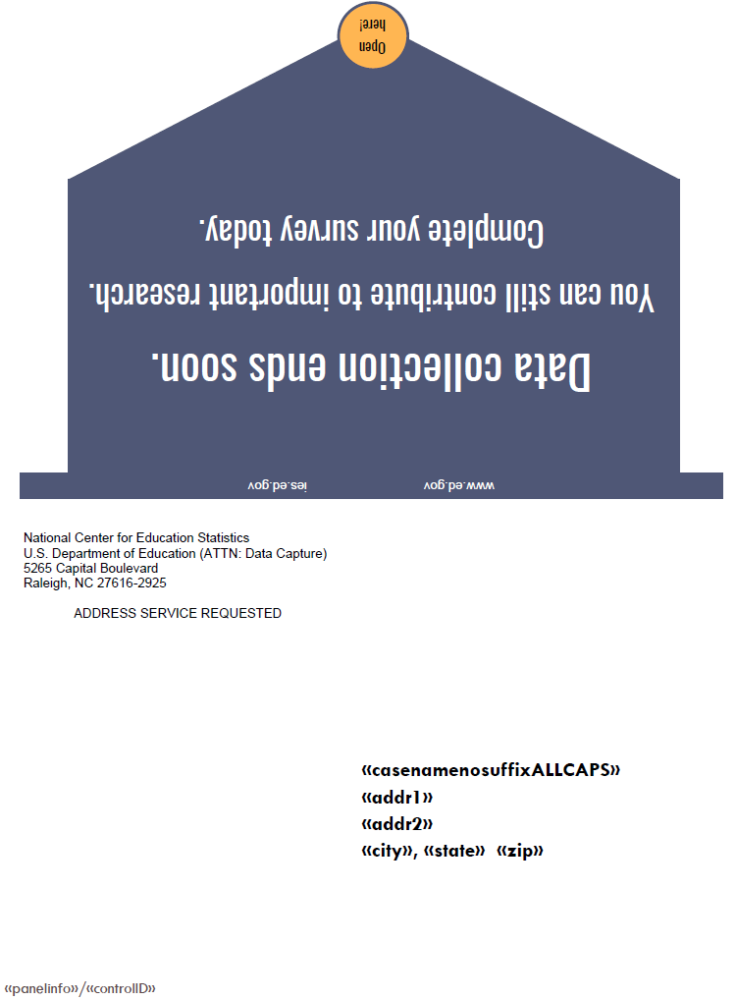 Open
here!
Data collection ends soon.
You can still contribute to important research.
Complete your survey today.
www.ed.gov ies.ed.gov
National Center for Education Statistics
U.S. Department of Education (ATTN: Data Capture)
5265 Capital Boulevard
Raleigh, NC 27616-2925
ADDRESS SERVICE REQUESTED
«casenamenosuffixALLCAPS»
«addr1»
«addr2»
«city», «state»  «zip»
«panelinfo»/«controlID»